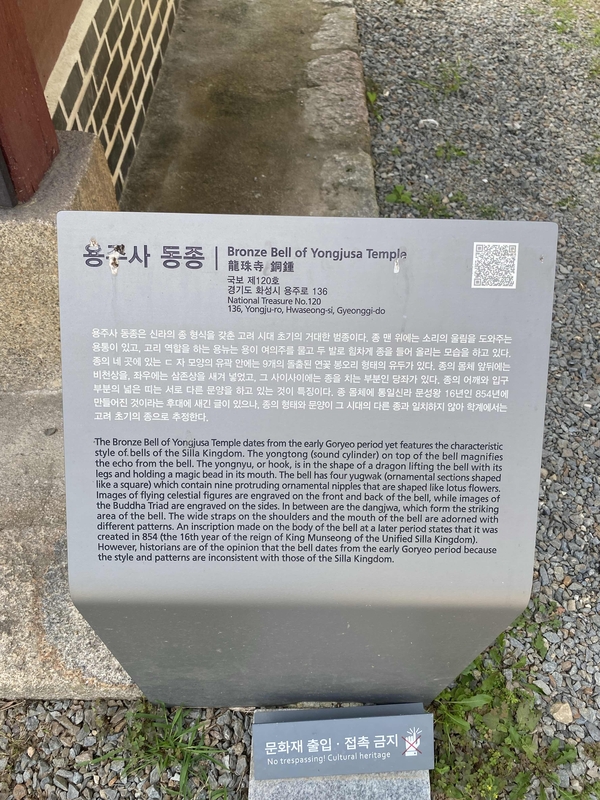 용주사 동종
Bronze Bell of Yongjusa Temple
龍珠寺 銅鍾
국보 제120호
경기도 화성시 용주로 136
National Treasure No.120
136, Yongju-ro, Hwaseong-si, Gyeonggi-do
용주사 동종은 신라의 종 형식을 갖춘 고려 시대 초기의 거대한 범종이다. 종 맨 위에는 소리의 울림을 도와주는
용통이 있고, 고리 역할을 하는 용뉴는 용이 여의주를 물고 두 발로 힘차게 종을 들어 올리는 모습을 하고 있다.
종의 네 곳에 있는 ㄷ 자 모양의 유곽 안에는 9개의 돌출된 연꽃 봉오리 형태의 유두가 있다. 종의 몸체 앞뒤에는
비천상을, 좌우에는 삼존상을 새겨 넣었고, 그 사이사이에는 종을 치는 부분인 당좌가 있다. 종의 어깨와 입구
부분의 넓은 띠는 서로 다른 문양을 하고 있는 것이 특징이다. 종 몸체에 통일신라 문성왕 16년인 854년에
만들어진 것이라는 후대에 새긴 글이 있으나, 종의 형태와 문양이 그 시대의 다른 종과 일치하지 않아 학계에서는
고려 초기의 종으로 추정한다.
The Bronze Bell of Yongjusa Temple dates from the early Goryeo period yet features the characteristic
style of bells of the Silla Kingdom. The yongtong (sound cylinder) on top of the bell magnifies
the echo from the bell. The yongnyu, or hook, is in the shape of a dragon lifting the bell with its
legs and holding a magic bead in its mouth. The bell has four yugwak (ornamental sections shaped
like a square) which contain nine protruding ornamental nipples that are shaped like lotus flowers.
Images of flying celestial figures are engraved on the front and back of the bell, while images of
the Buddha Triad are engraved on the sides. In between are the dangjwa, which form the striking
area of the bell. The wide straps on the shoulders and the mouth of the bell are adorned with
different patterns. An inscription made on the body of the bell at a later period states that it was
created in 854 (the 16th year of the reign of King Munseong of the Unified Silla Kingdom).
However, historians are of the opinion that the bell dates from the early Goryeo period because
the style and patterns are inconsistent with those of the Silla Kingdom.
문화재 출입 · 접촉 금지
No trespassing! Cultural heritage